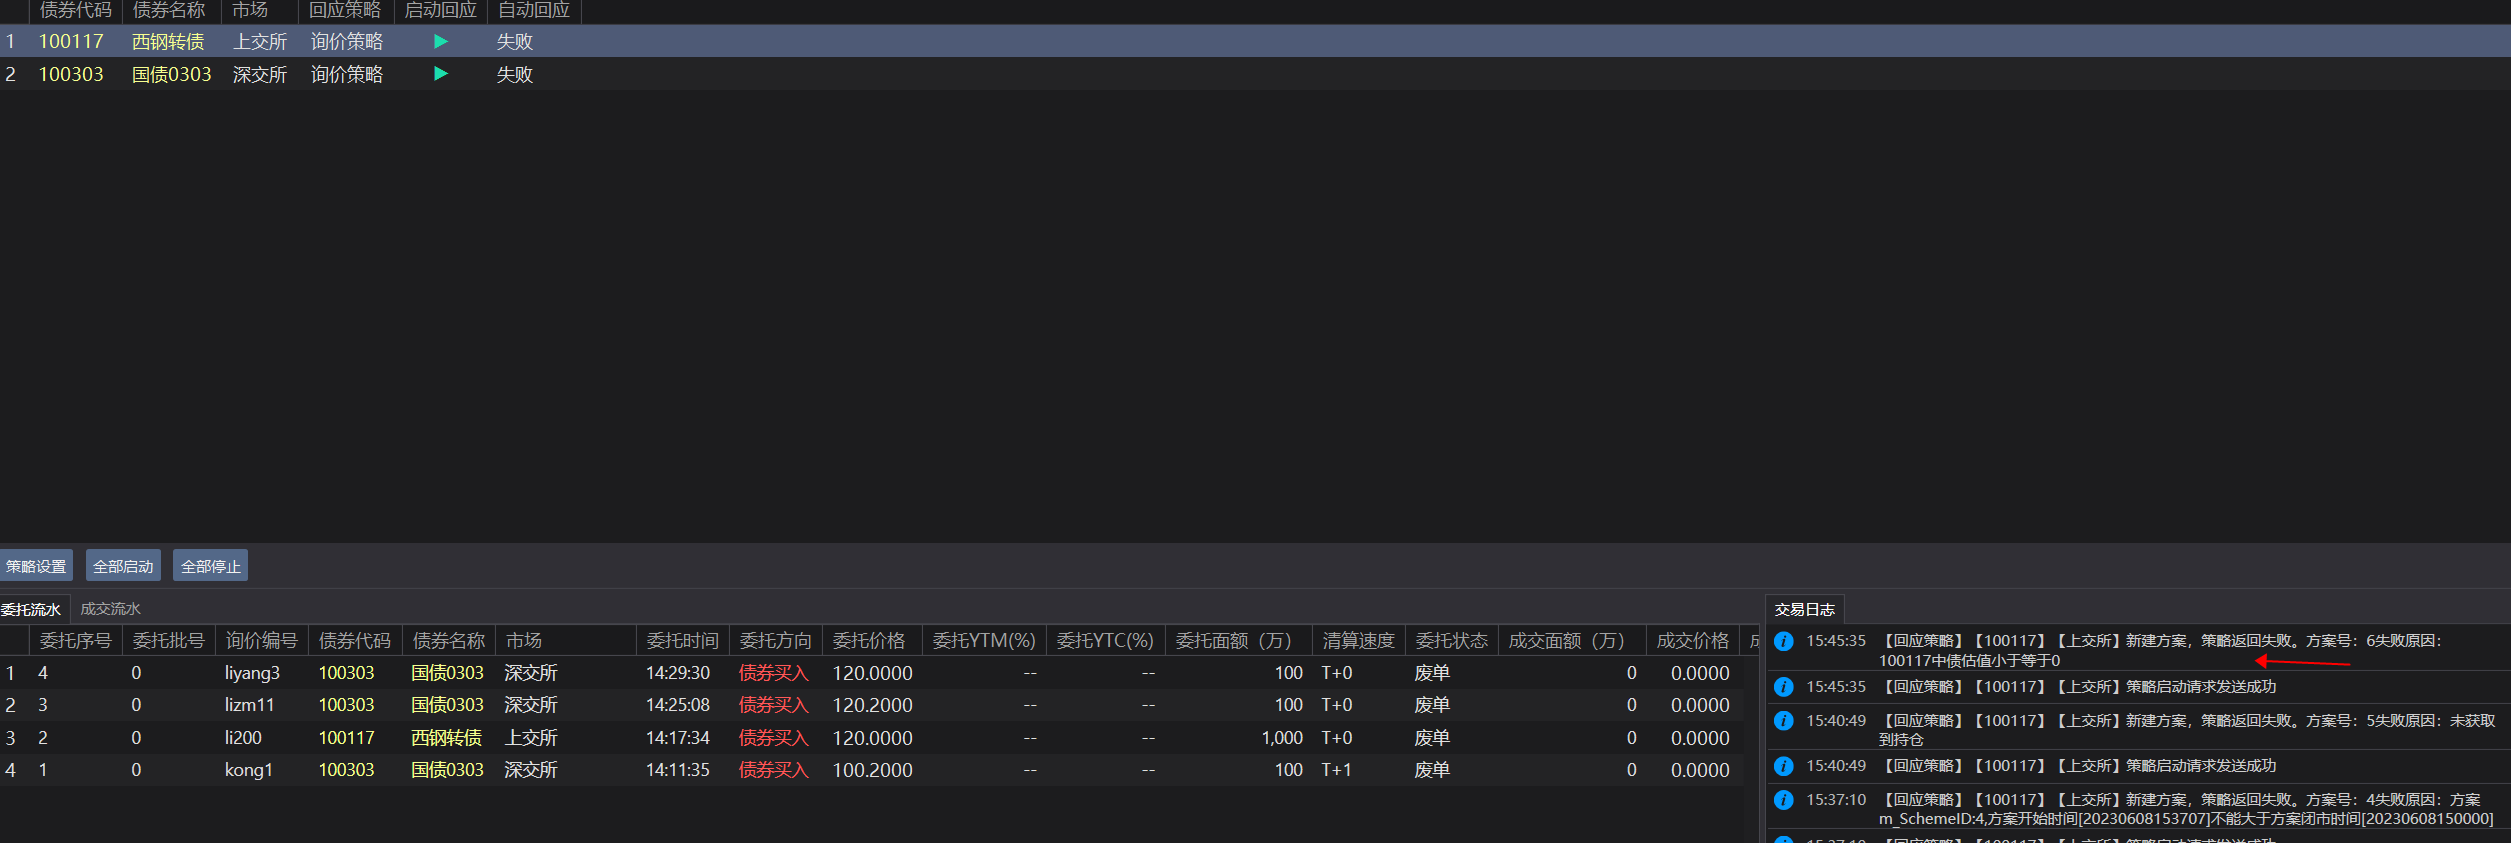 债券代码 债券名称 市场 回应策略 启动回应 自动回应
1 100117 西钢转债 上交所 询价策略 失败
2 100303 国债0303 深交所 询价策略 失败
策略设置 全部启动 全部停止
委托流水 成交流水
委托序号 委托批号 询价编号 债券代码 债券名称 市场 委托时间 委托方向 委托价格 委托YTM(%) 委托YTC(%) 委托面额（万） 清算速度 委托状态 成交面额（万） 成交价格
1 4 0 liyang3 100303 国债0303 深交所 14:29:30 债券买入 120.0000 -- -- 100 T+0 废单 0 0.0000
2 3 0 lizm11 100303 国债0303 深交所 14:25:08 债券买入 120.2000 -- -- 100 T+0 废单 0 0.0000
3 2 0 li200 100117 西钢转债 上交所 14:17:34 债券买入 120.0000 -- -- 1,000 T+0 废单 0 0.0000
4 1 0 kong1 100303 国债0303 深交所 14:11:35 债券买入 100.2000 -- -- 100 T+1 废单 0 0.0000
交易日志
15:45:35 【回应策略】【100117】【上交所】新建方案，策略返回失败。方案号：6失败原因：
100117中债估值小于等于0
15:45:35 【回应策略】【100117】【上交所】策略启动请求发送成功
15:40:49 【回应策略】【100117】【上交所】新建方案，策略返回失败。方案号：5失败原因：未获取
到持仓
15:40:49 【回应策略】【100117】【上交所】策略启动请求发送成功
15:37:10 【回应策略】【100117】【上交所】新建方案，策略返回失败。方案号：4失败原因：方案
m_SchemeID:4,方案开始时间[20230608153707]不能大于方案闭市时间[20230608150000]